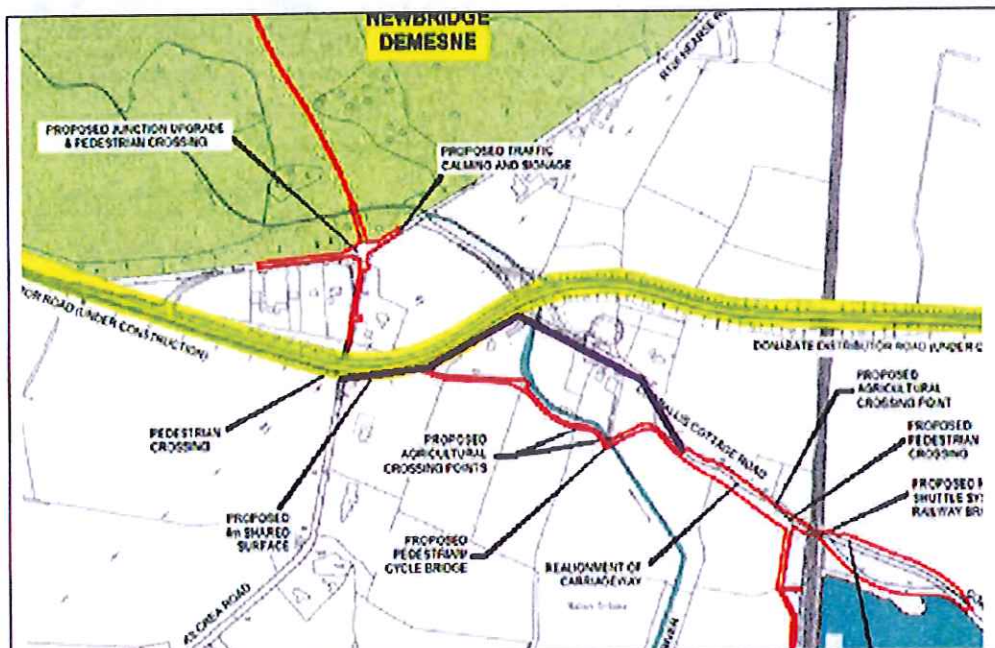 NEWBRIDGE
DEMESNE
PROPOSED JUNCTION UPGRADE
& PEDESTRIAN CROSSING
PROPOSED TRAFFIC
CALMING AND SIGNAGE
ROAD (UNDER CONSTRUCTION)
DONABATE DISTRIBUTOR ROAD (UNDER C
PROPOSED
AGRICULTURAL
CROSSING POINT
PEDESTRIAN
CROSSING
PROPOSED
AGRICULTURAL
CROSSING POINTS
COTTAGE ROAD
PROPOSED
PEDESTRIAN
CROSSING
PROPOSED
SHUTTLE SYS
RAILWAY BRI
PROPOSED
4m SHARED
SURFACE
PROPOSED
PEDESTRIAN/
CYCLE BRIDGE
REALIGNMENT OF
CARRIAGEWAY
CREA ROAD